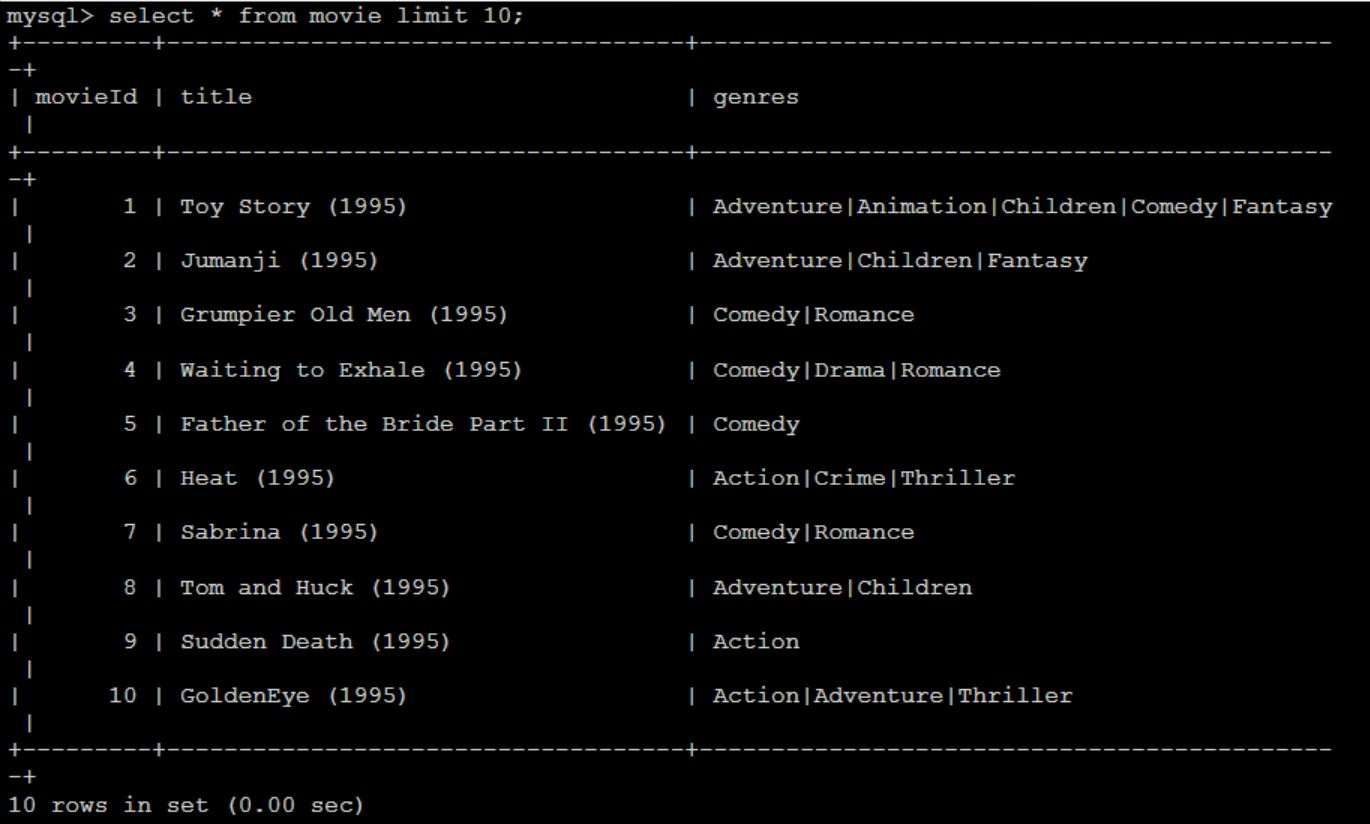 mysql> select * from movie limit 10;
+---------+------------------------------------+--------------------------------------------
-+
| movieId | title                              | genres
 |
+---------+------------------------------------+--------------------------------------------
-+
|       1 | Toy Story (1995)                   | Adventure|Animation|Children|Comedy|Fantasy
 |
|       2 | Jumanji (1995)                     | Adventure|Children|Fantasy
 |
|       3 | Grumpier Old Men (1995)            | Comedy|Romance
 |
|       4 | Waiting to Exhale (1995)           | Comedy|Drama|Romance
 |
|       5 | Father of the Bride Part II (1995) | Comedy
 |
|       6 | Heat (1995)                        | Action|Crime|Thriller
 |
|       7 | Sabrina (1995)                     | Comedy|Romance
 |
|       8 | Tom and Huck (1995)                | Adventure|Children
 |
|       9 | Sudden Death (1995)                | Action
 |
|      10 | GoldenEye (1995)                   | Action|Adventure|Thriller
 |
+---------+------------------------------------+--------------------------------------------
-+
10 rows in set (0.00 sec)